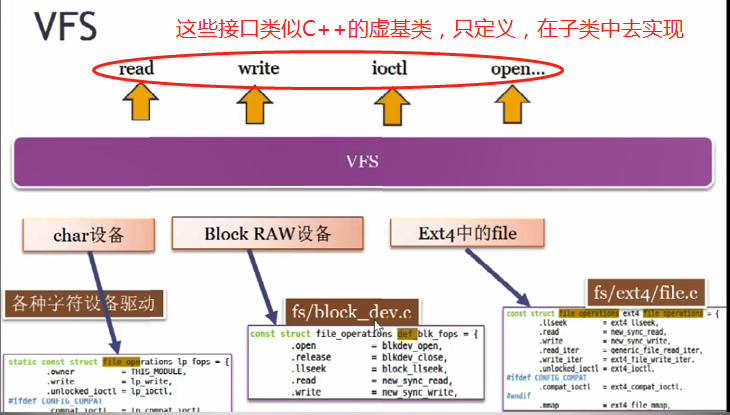 VFS
这些接口类似C++的虚基类，只定义，在子类中去实现
read write ioctl open...
VFS
char设备
Block RAW设备
Ext4中的file
各种字符设备驱动
fs/block_dev.c
fs/ext4/file.c
static const struct file_operations lp_fops = {
.owner = THIS_MODULE,
.write = lp_write,
.unlocked_ioctl = lp_ioctl,
#ifdef CONFIG_COMPAT
.compat_ioctl = lp_compat_ioctl,
const struct file_operations def_blk_fops = {
.open = blkdev_open,
.release = blkdev_close,
.llseek = block_llseek,
.read = new_sync_read,
.write = new_sync_write,
const struct file_operations ext4_file_operations = {
.llseek = ext4_llseek,
.read = new_sync_read,
.write = new_sync_write,
.read_iter = generic_file_read_iter,
.write_iter = ext4_file_write_iter,
.unlocked_ioctl = ext4_ioctl,
#ifdef CONFIG_COMPAT
.compat_ioctl = ext4_compat_ioctl,
#endif
.mmap = ext4_file_mmap,